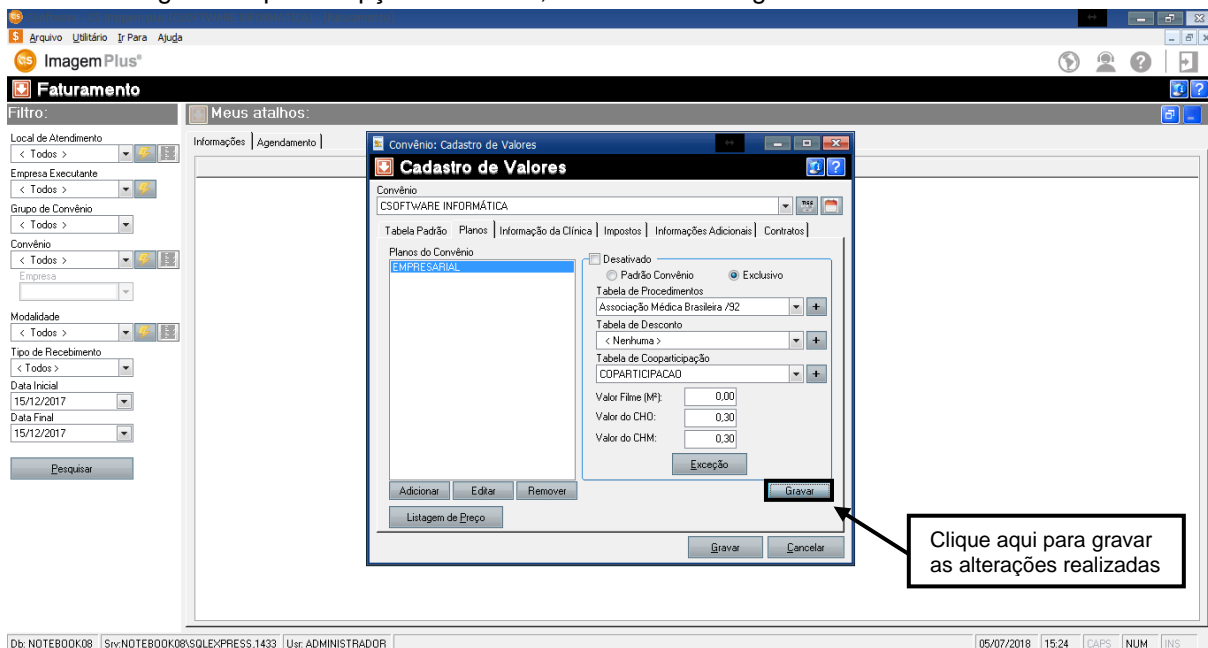 Arquivo Utilitário Ir Para Ajuda
ImagemPlus®
Faturamento
Filtro:
Meus atalhos:
Local de Atendimento
< Todos >
Empresa Executante
< Todos >
Grupo de Convênio
< Todos >
Convênio
< Todos >
Empresa
Modalidade
< Todos >
Tipo de Recebimento
< Todos >
Data Inicial
15/12/2017
Data Final
15/12/2017
Pesquisar
Informações Agendamento
Convênio: Cadastro de Valores
Cadastro de Valores
Convênio
CSOFTWARE INFORMÁTICA
Tabela Padrão Planos Informação da Clínica Impostos Informações Adicionais Contratos
Planos do Convênio
EMPRESARIAL
Desativado
Padrão Convênio Exclusivo
Tabela de Procedimentos
Associação Médica Brasileira /92
Tabela de Desconto
< Nenhuma >
Tabela de Cooparticipação
COPARTICIPACAO
Valor Filme (M²): 0,00
Valor do CHO: 0,30
Valor do CHM: 0,30
Exceção
Adicionar Editar Remover
Gravar
Listagem de Preço
Gravar Cancelar
Clique aqui para gravar
as alterações realizadas
Db: NOTEBOOK08 Srv:NOTEBOOK08\SQLEXPRESS,1433 Usr: ADMINISTRADOR 05/07/2018 15:24 CAPS NUM INS